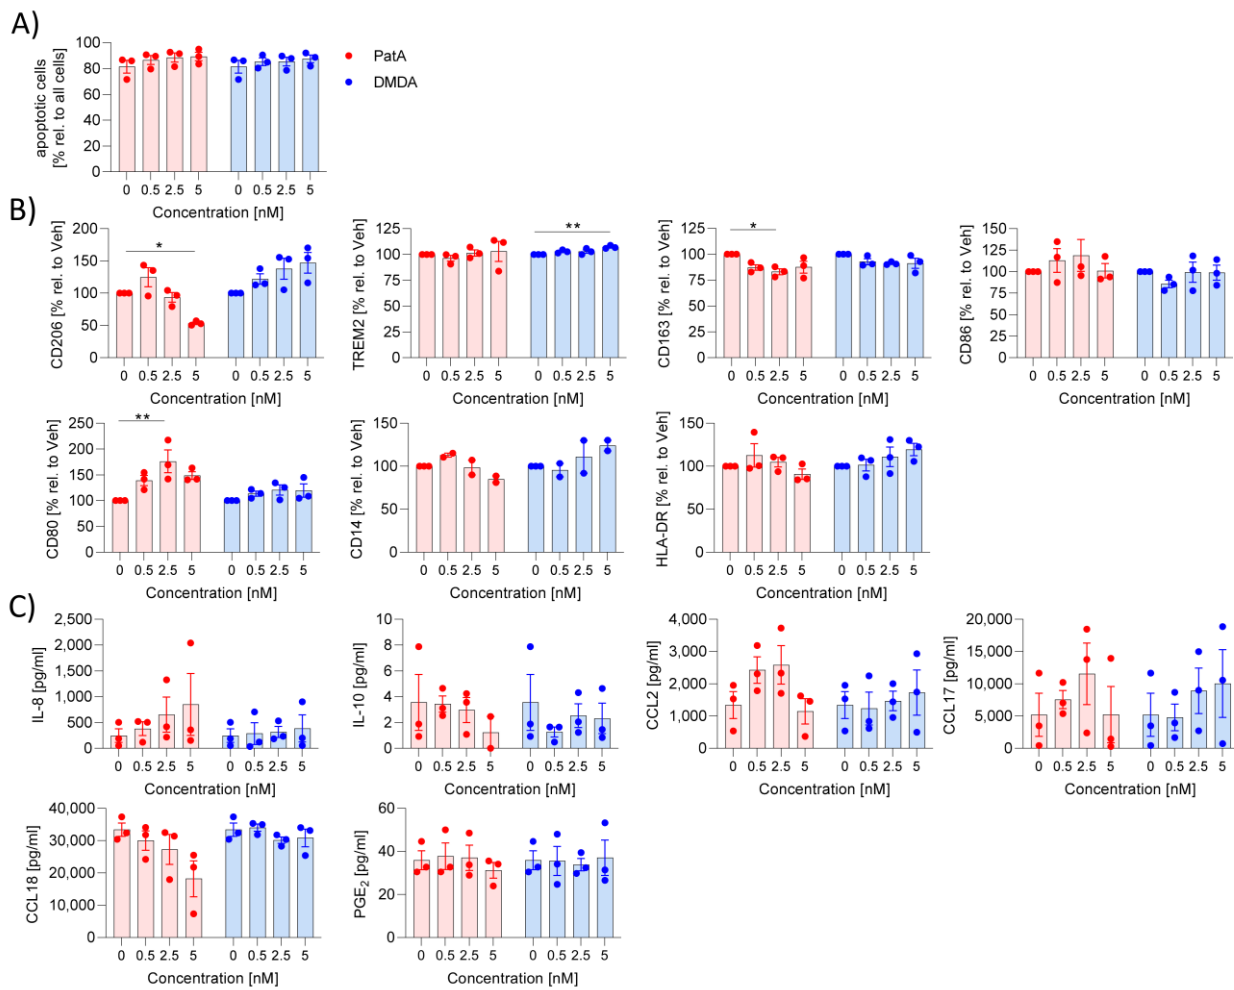 A)
apoptotic cells
[% rel. to all cells]
100
80
60
40
20
0
0 0.5 2.5 5 0 0.5 2.5 5
Concentration [nM]
PatA
DMDA
B)
CD206 [% rel. to Veh]
200
150
100
50
0
*
0 0.5 2.5 5 0 0.5 2.5 5
Concentration [nM]
TREM2 [% rel. to Veh]
125
100
75
50
25
0
**
0 0.5 2.5 5 0 0.5 2.5 5
Concentration [nM]
CD163 [% rel. to Veh]
125
100
75
50
25
0
*
0 0.5 2.5 5 0 0.5 2.5 5
Concentration [nM]
CD86 [% rel. to Veh]
150
125
100
75
50
25
0
0 0.5 2.5 5 0 0.5 2.5 5
Concentration [nM]
CD80 [% rel. to Veh]
250
200
150
100
50
0
**
0 0.5 2.5 5 0 0.5 2.5 5
Concentration [nM]
CD14 [% rel. to Veh]
150
100
50
0
0 0.5 2.5 5 0 0.5 2.5 5
Concentration [nM]
HLA-DR [% rel. to Veh]
150
100
50
0
0 0.5 2.5 5 0 0.5 2.5 5
Concentration [nM]
C)
IL-8 [pg/ml]
2,500
2,000
1,500
1,000
500
0
0 0.5 2.5 5 0 0.5 2.5 5
Concentration [nM]
IL-10 [pg/ml]
10
8
6
4
2
0
0 0.5 2.5 5 0 0.5 2.5 5
Concentration [nM]
CCL2 [pg/ml]
4,000
3,000
2,000
1,000
0
0 0.5 2.5 5 0 0.5 2.5 5
Concentration [nM]
CCL17 [pg/ml]
20,000
15,000
10,000
5,000
0
0 0.5 2.5 5 0 0.5 2.5 5
Concentration [nM]
CCL18 [pg/ml]
40,000
30,000
20,000
10,000
0
0 0.5 2.5 5 0 0.5 2.5 5
Concentration [nM]
PGE₂ [pg/ml]
60
40
20
0
0 0.5 2.5 5 0 0.5 2.5 5
Concentration [nM]